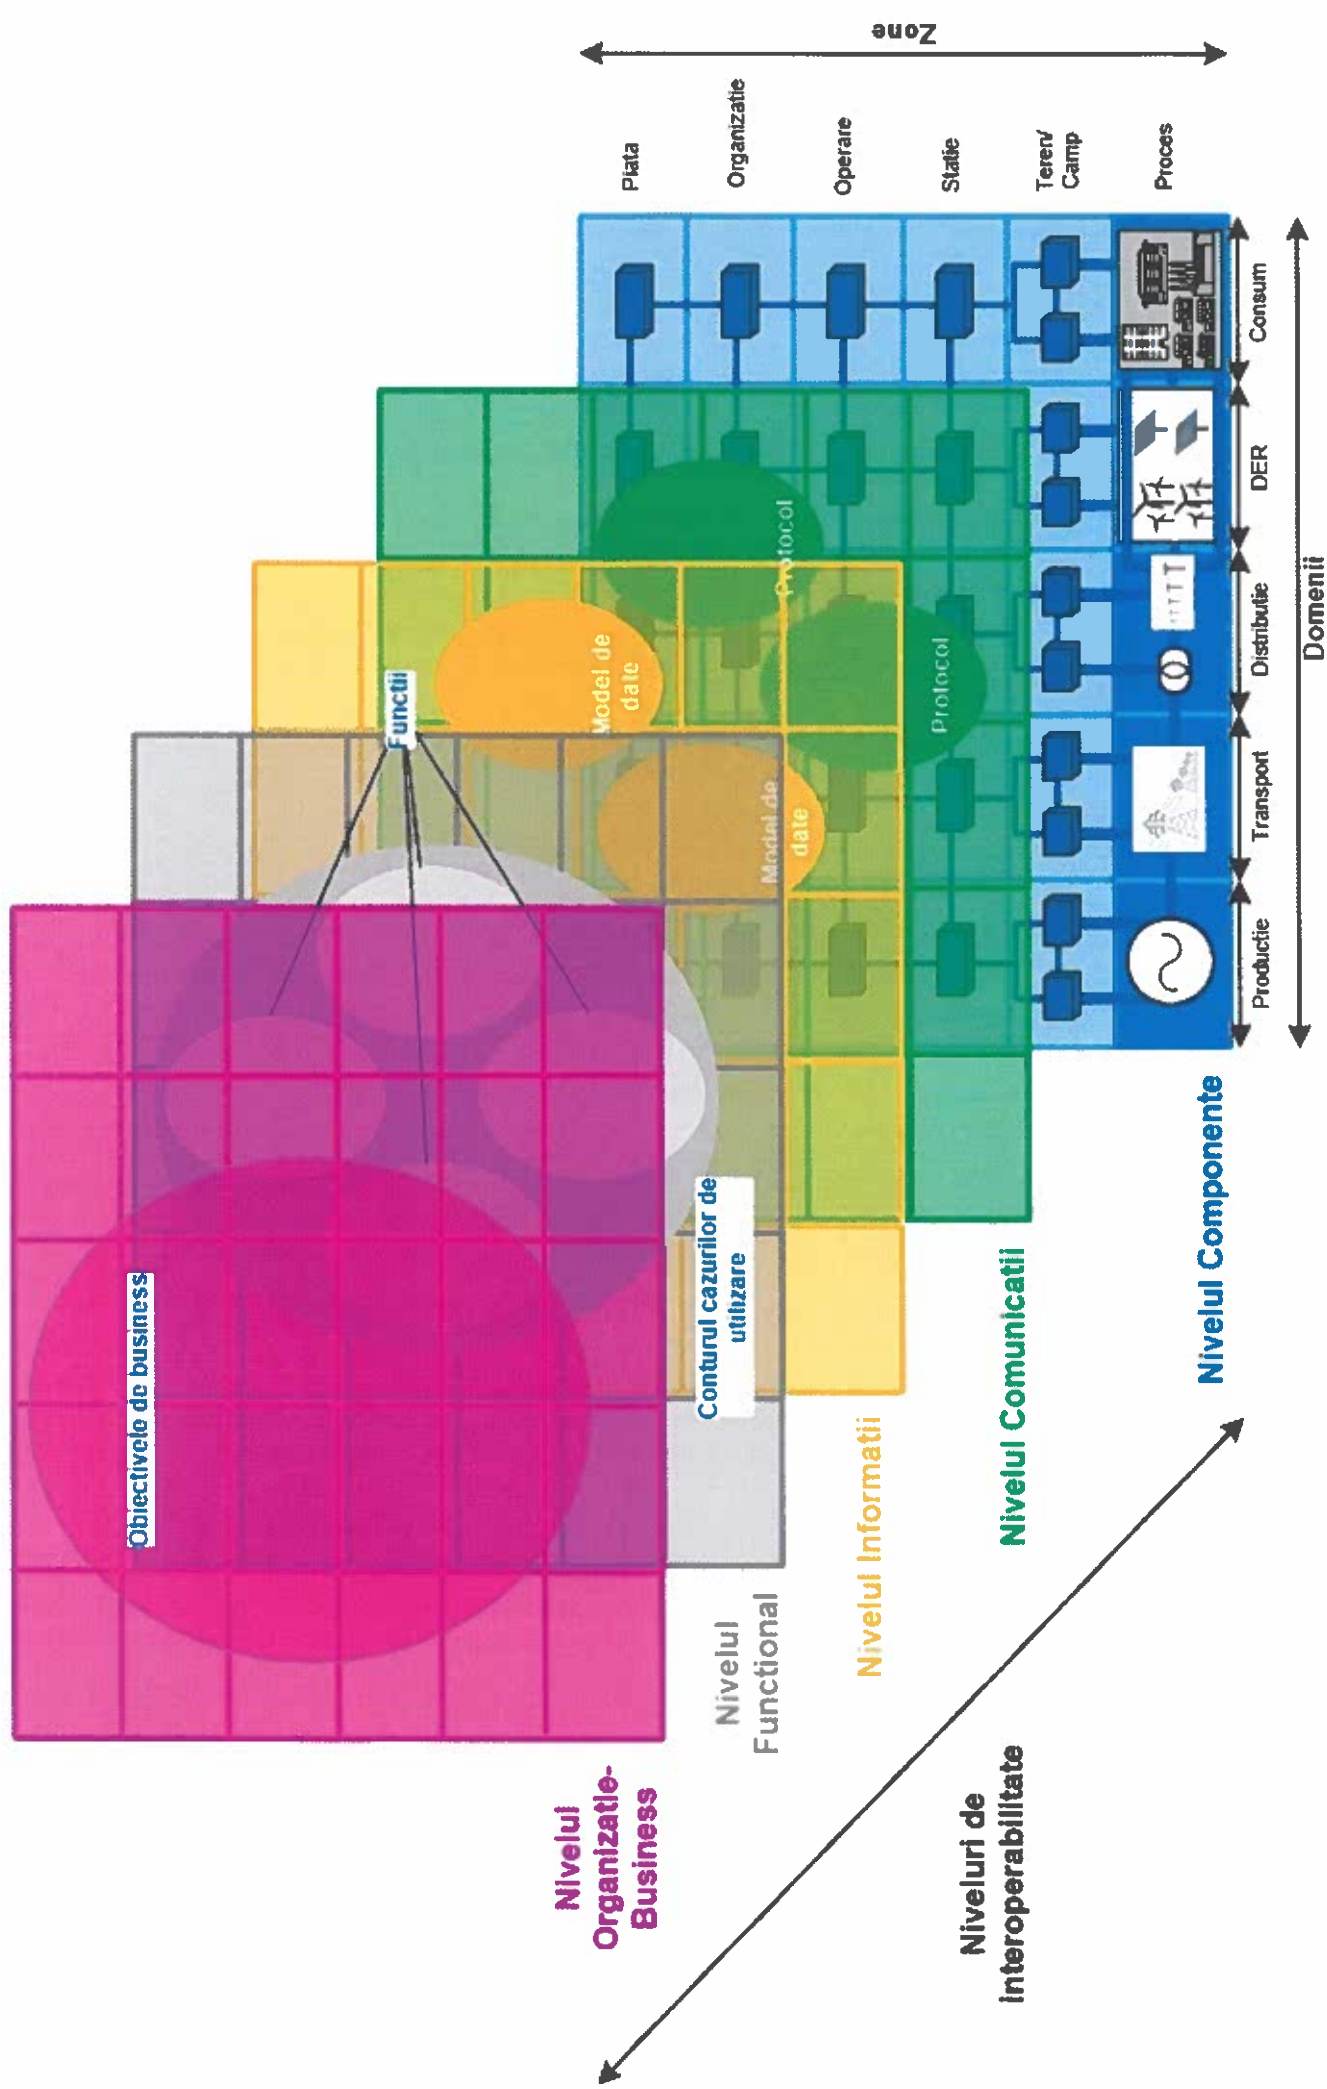 Obiectivele de business
Functii
Nivelul
Organizatie-
Business
Model de
date
Model de
date
Protocol
Protocol
Conturul cazurilor de
utilizare
Nivelul
Functional
Nivelul Informatii
Nivelul Comunicatii
Nivelul Componente
Niveluri de
interoperabilitate
Zone
Piata
Organizatie
Operare
Statie
Teren/
Camp
Proces
Productie
Transport
Distributie
DER
Consum
Domenii